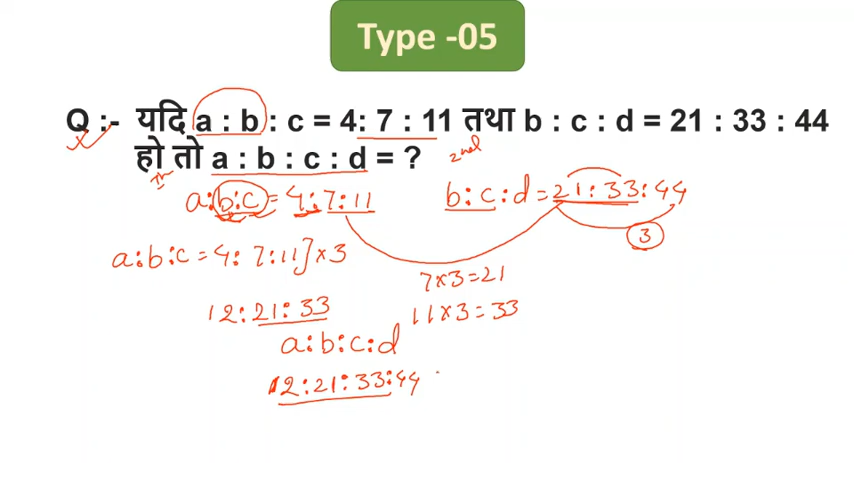 Type -05
Q :- यदि a : b : c = 4: 7 : 11 तथा b : c : d = 21 : 33 : 44
हो तो a : b : c : d = ?
2nd
a:b:c = 4:7:11
b:c:d = 21:33:44
3
a:b:c = 4:7:11]×3
7×3=21
12:21:33
11×3=33
a:b:c:d
12:21:33:44